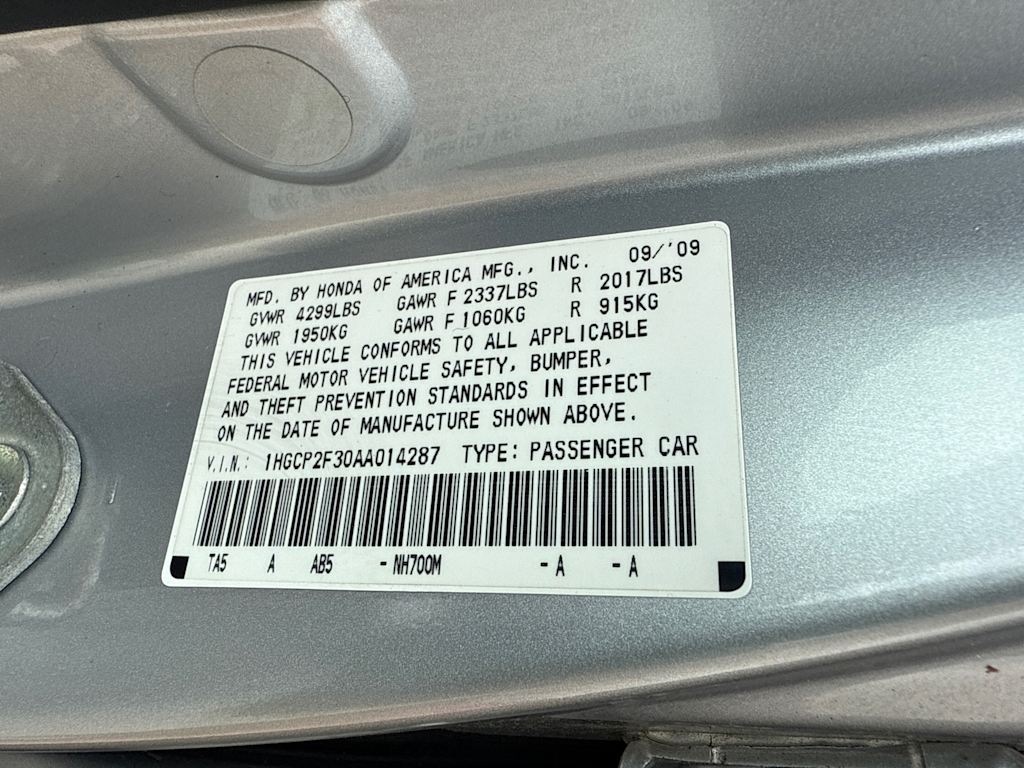 MFD. BY HONDA OF AMERICA MFG., INC. 09/'09
GVWR 4299LBS GAWR F 2337LBS R 2017LBS
GVWR 1950KG GAWR F 1060KG R 915KG
THIS VEHICLE CONFORMS TO ALL APPLICABLE
FEDERAL MOTOR VEHICLE SAFETY, BUMPER,
AND THEFT PREVENTION STANDARDS IN EFFECT
ON THE DATE OF MANUFACTURE SHOWN ABOVE.
V.I.N.: 1HGCP2F30AA014287 TYPE: PASSENGER CAR
TA5 A AB5 - NH700M - A - A